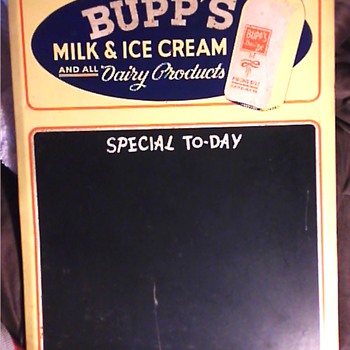 BUPP'S
MILK & ICE CREAM
AND ALL Dairy Products
BUPP'S
SPECIAL TO-DAY